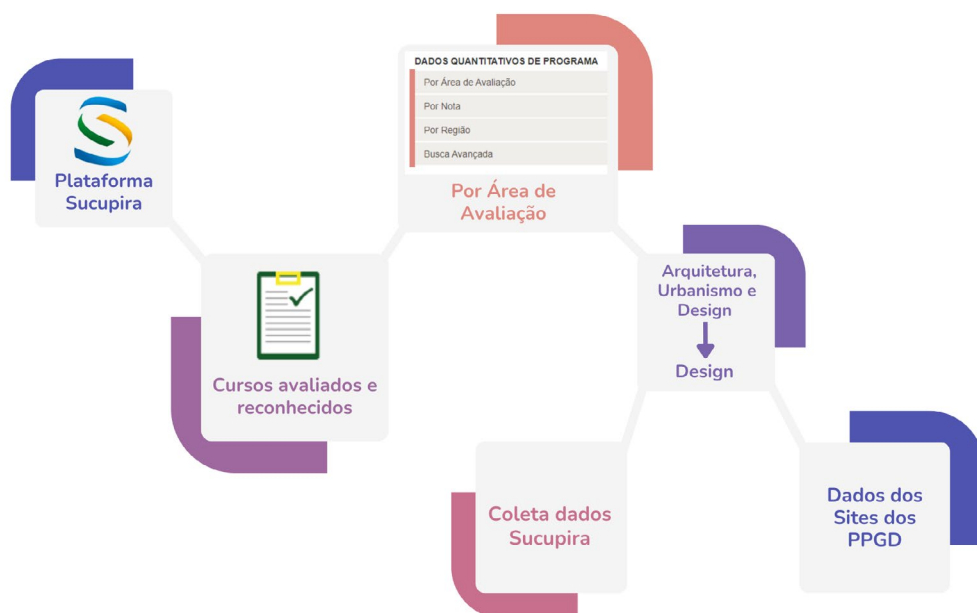 Plataforma
Sucupira
Cursos avaliados e
reconhecidos
DADOS QUANTITATIVOS DE PROGRAMA
Por Área de Avaliação
Por Nota
Por Região
Busca Avançada
Por Área de
Avaliação
Arquitetura,
Urbanismo e
Design
Design
Coleta dados
Sucupira
Dados dos
Sites dos
PPGD